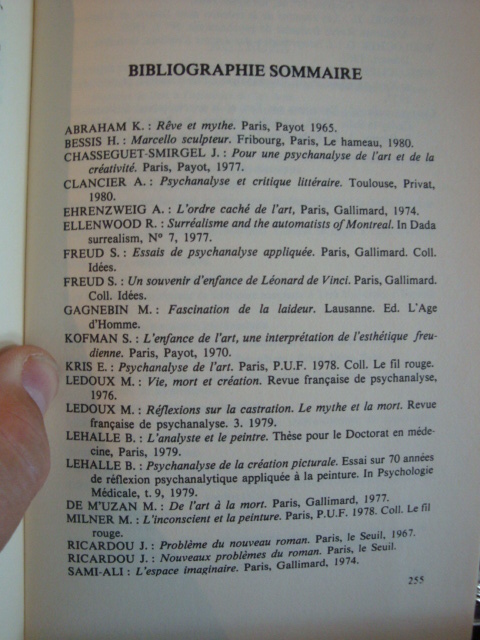 BIBLIOGRAPHIE SOMMAIRE
ABRAHAM K. : Rêve et mythe. Paris, Payot 1965.
BESSIS H. : Marcello sculpteur. Fribourg, Paris, Le hameau, 1980.
CHASSEGUET-SMIRGEL J. : Pour une psychanalyse de l'art et de la
créativité. Paris, Payot, 1977.
CLANCIER A. : Psychanalyse et critique littéraire. Toulouse, Privat,
1980.
EHRENZWEIG A. : L'ordre caché de l'art, Paris, Gallimard, 1974.
ELLENWOOD R. : Surréalisme and the automatists of Montreal. In Dada
surrealism, N° 7, 1977.
FREUD S. : Essais de psychanalyse appliquée. Paris, Gallimard. Coll.
Idées.
FREUD S. : Un souvenir d'enfance de Léonard de Vinci. Paris, Gallimard.
Coll. Idées.
GAGNEBIN M. : Fascination de la laideur. Lausanne. Ed. L'Age
d'Homme.
KOFMAN S. : L'enfance de l'art, une interprétation de l'esthétique freu-
dienne. Paris, Payot, 1970.
KRIS E. : Psychanalyse de l'art. Paris, P.U.F. 1978. Coll. Le fil rouge.
LEDOUX M. : Vie, mort et création. Revue française de psychanalyse,
1976.
LEDOUX M. : Réflexions sur la castration. Le mythe et la mort. Revue
française de psychanalyse. 3. 1979.
LEHALLE B. : L'analyste et le peintre. Thèse pour le Doctorat en méde-
cine, Paris, 1979.
LEHALLE B. : Psychanalyse de la création picturale. Essai sur 70 années
de réflexion psychanalytique appliquée à la peinture. In Psychologie
Médicale, t. 9, 1979.
DE M'UZAN M. : De l'art à la mort. Paris, Gallimard, 1977.
MILNER M. : L'inconscient et la peinture. Paris, P.U.F. 1978. Coll. Le fil
rouge.
RICARDOU J. : Problème du nouveau roman. Paris, le Seuil, 1967.
RICARDOU J. : Nouveaux problèmes du roman. Paris, le Seuil.
SAMI-ALI : L'espace imaginaire. Paris, Gallimard, 1974.
255